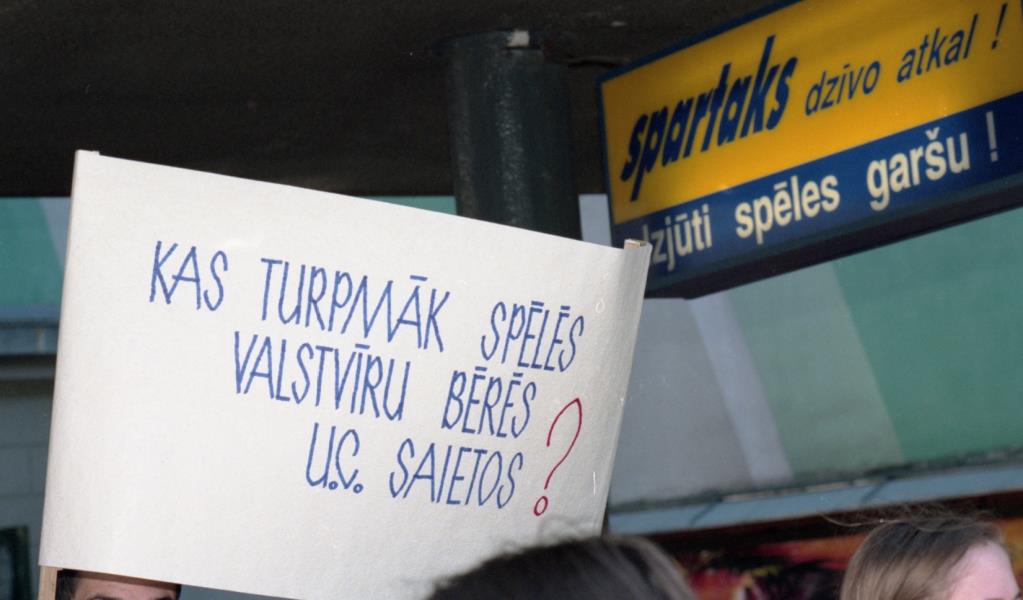 KAS TURPMĀK SPĒLĒS
VALSTVĪRU BĒRĒS
U.C. SAIETOS ?
spartaks dzīvo atkal !
Izjūti spēles garšu !